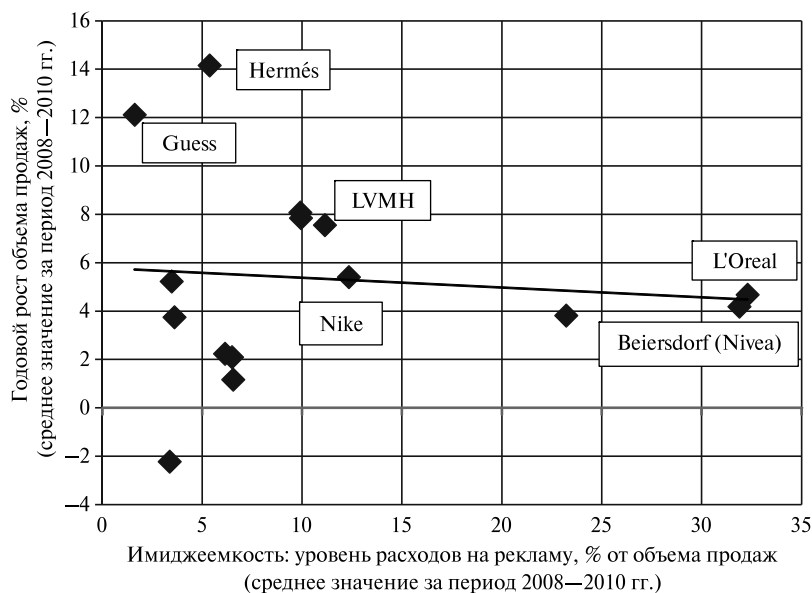 Годовой рост объема продаж, %
(среднее значение за период 2008—2010 гг.)
16
14
12
10
8
6
4
2
0
−2
−4
Hermés
Guess
LVMH
L'Oreal
Nike
Beiersdorf (Nivea)
0 5 10 15 20 25 30 35
Имиджеемкость: уровень расходов на рекламу, % от объема продаж
(среднее значение за период 2008—2010 гг.)